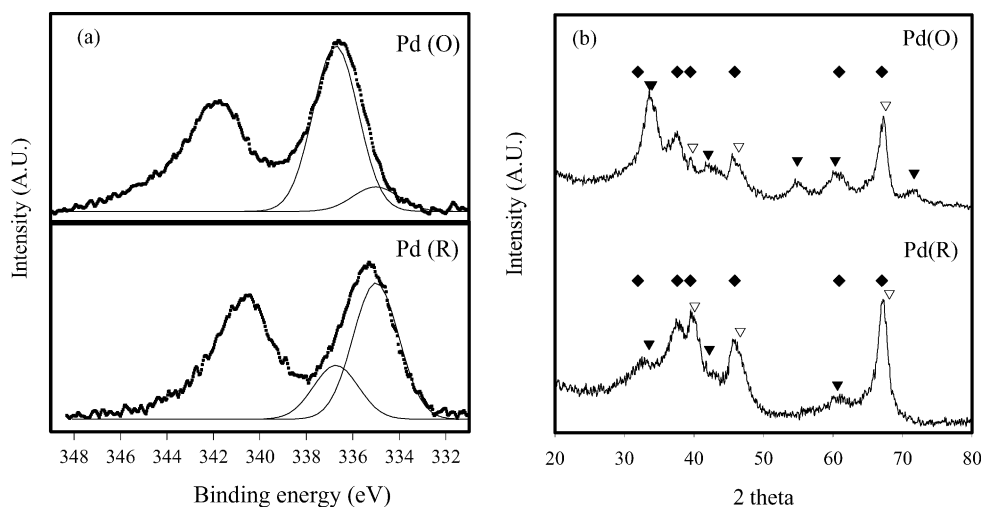 (a)
Pd (O)
Pd (R)
Intensity (A.U.)
348 346 344 342 340 338 336 334 332
Binding energy (eV)
(b)
Pd(O)
Pd(R)
Intensity (A.U.)
20 30 40 50 60 70 80
2 theta